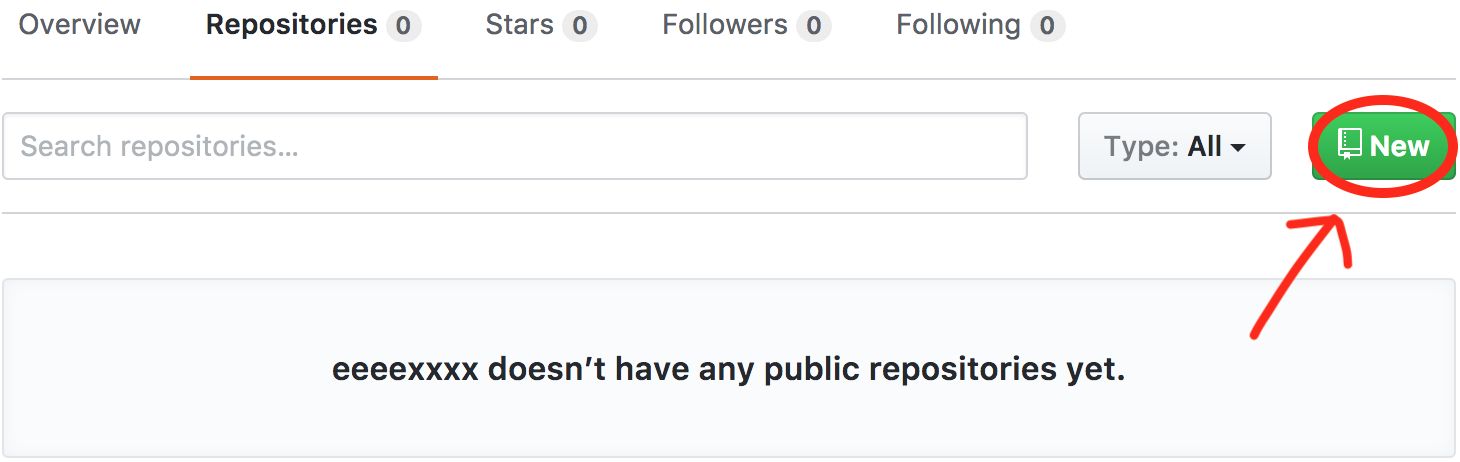 Overview Repositories 0 Stars 0 Followers 0 Following 0
Search repositories... Type: All New
eeeexxxx doesn’t have any public repositories yet.